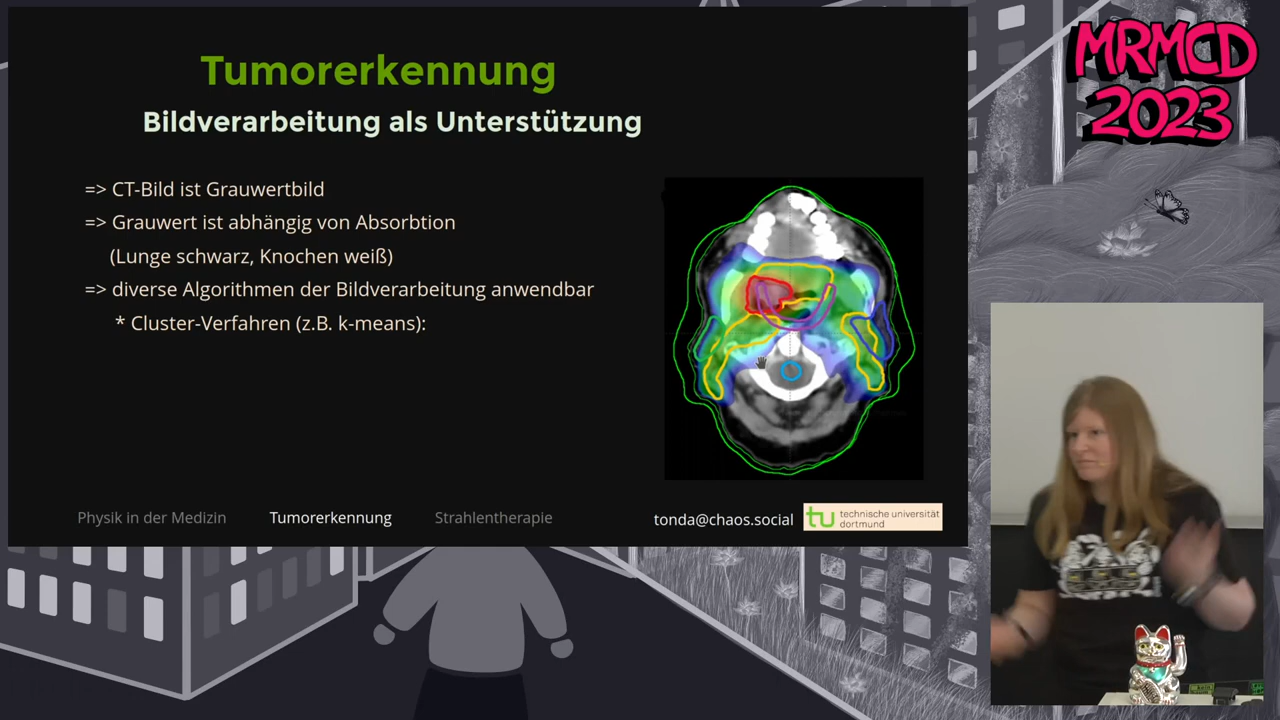 Tumorerkennung
Bildverarbeitung als Unterstützung
=> CT-Bild ist Grauwertbild
=> Grauwert ist abhängig von Absorbtion
(Lunge schwarz, Knochen weiß)
=> diverse Algorithmen der Bildverarbeitung anwendbar
* Cluster-Verfahren (z.B. k-means):
Physik in der Medizin Tumorerkennung Strahlentherapie
tonda@chaos.social
tu technische universität
dortmund
MRMCD
2023